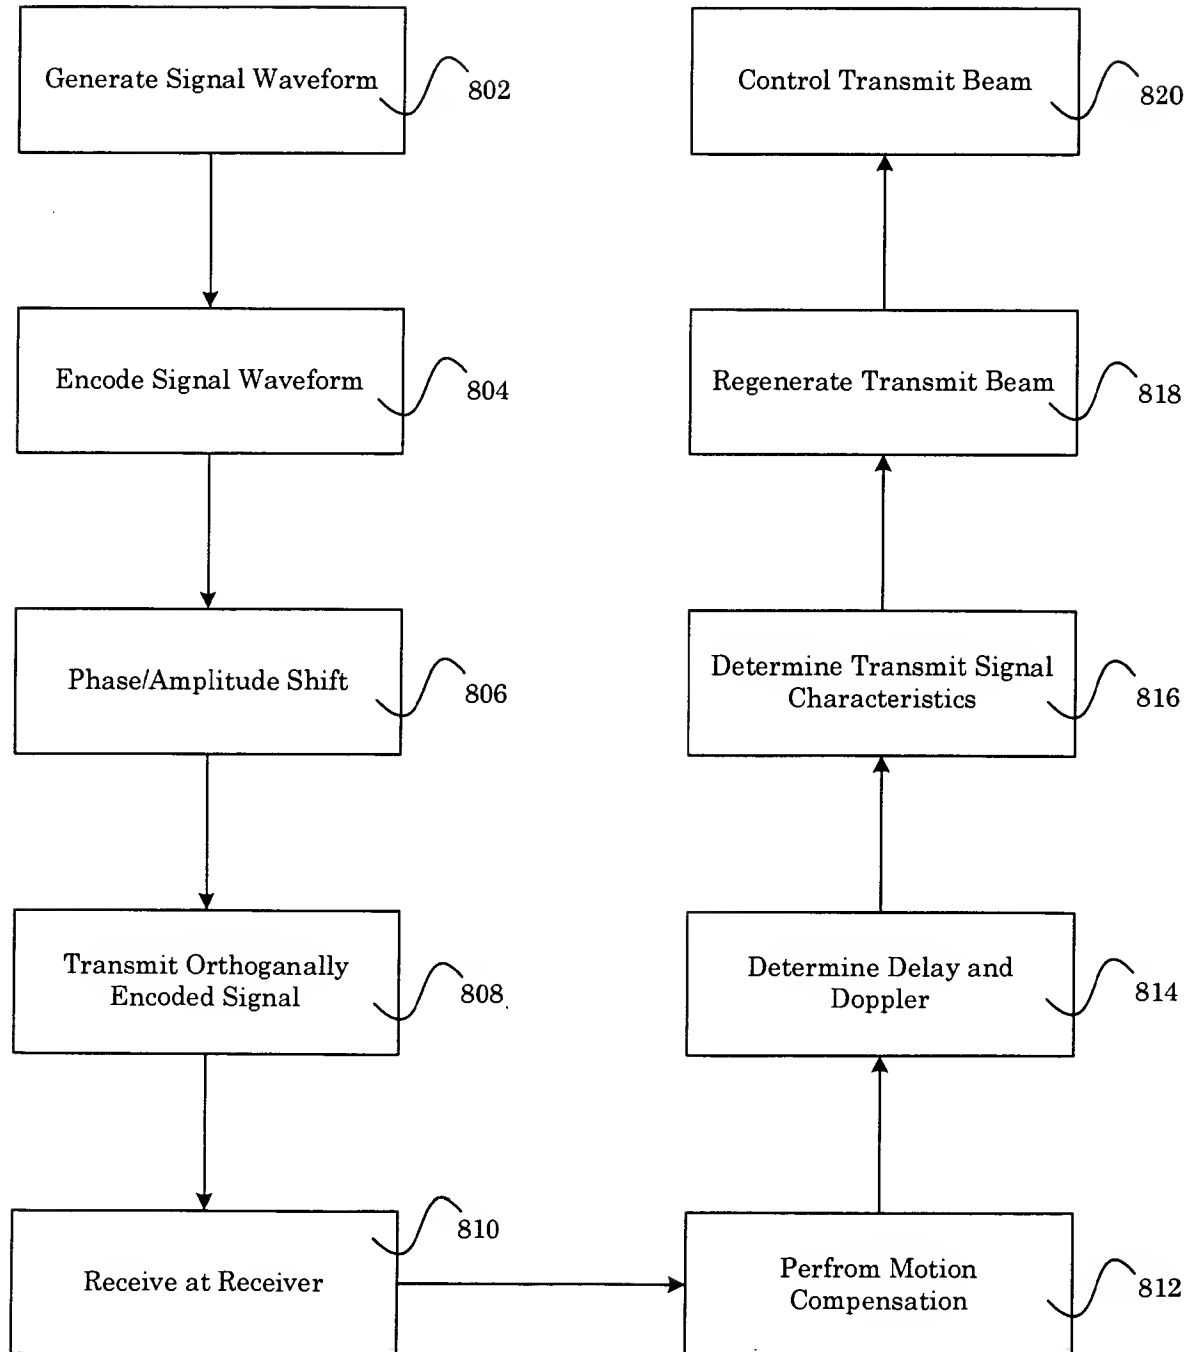 Generate Signal Waveform
802
Encode Signal Waveform
804
Phase/Amplitude Shift
806
Transmit Orthoganally
Encoded Signal
808
Receive at Receiver
810
Perfrom Motion
Compensation
812
Determine Delay and
Doppler
814
Determine Transmit Signal
Characteristics
816
Regenerate Transmit Beam
818
Control Transmit Beam
820